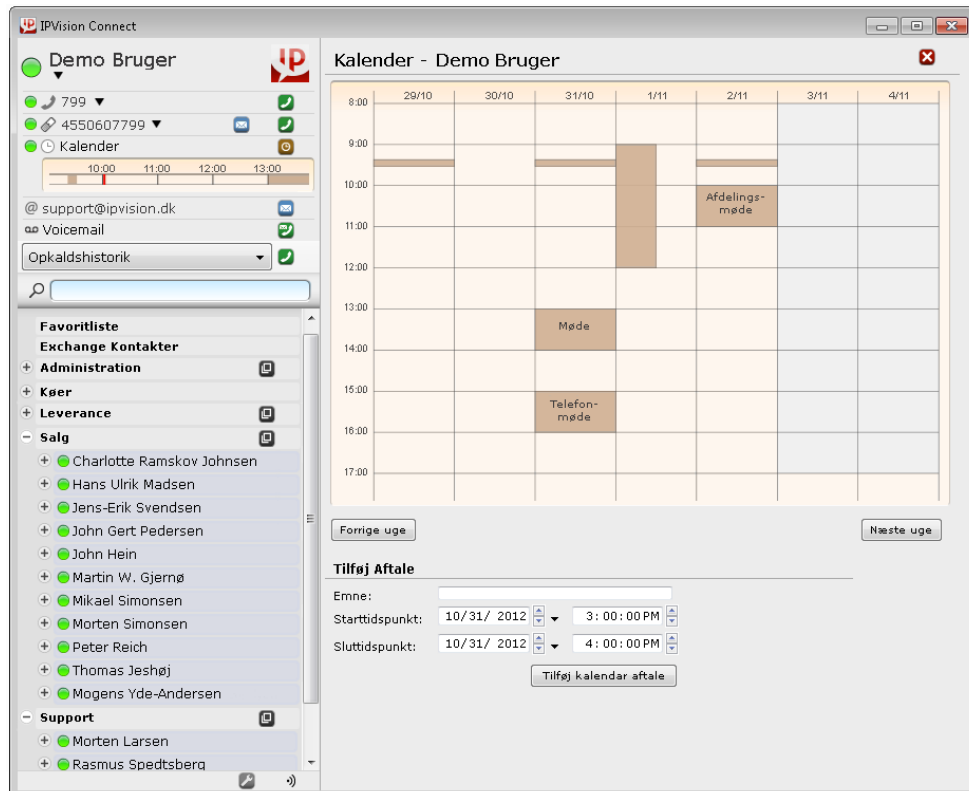 IPVision Connect
Demo Bruger
IP
799
4550607799
Kalender
10:00 11:00 12:00 13:00
@ support@ipvision.dk
Voicemail
Opkaldshistorik
Favoritliste
Exchange Kontakter
Administration
Køer
Leverance
Salg
Charlotte Ramskov Johnsen
Hans Ulrik Madsen
Jens-Erik Svendsen
John Gert Pedersen
John Hein
Martin W. Gjernø
Mikael Simonsen
Morten Simonsen
Peter Reich
Thomas Jeshøj
Mogens Yde-Andersen
Support
Morten Larsen
Rasmus Spedtsberg
Kalender - Demo Bruger
29/10 30/10 31/10 1/11 2/11 3/11 4/11
8:00
9:00
10:00
Afdelings-
møde
11:00
12:00
13:00
Møde
14:00
15:00
Telefon-
møde
16:00
17:00
Forrige uge
Næste uge
Tilføj Aftale
Emne:
Starttidspunkt: 10/31/ 2012 3:00:00 PM
Sluttidspunkt: 10/31/ 2012 4:00:00 PM
Tilføj kalendar aftale